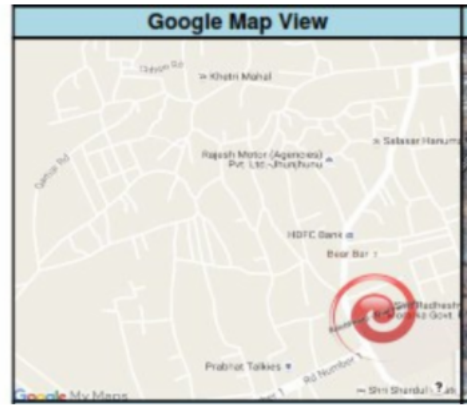 Google Map View
Khetri Mahal
Salasar Hanuma
Rajesh Motor (Agencies)
Pvt. Ltd.-Jhunjhunu
HDFC Bank
Bear Bar
Prabhat Talkies
Rd Number 1
Shri Shardul
Google My Maps